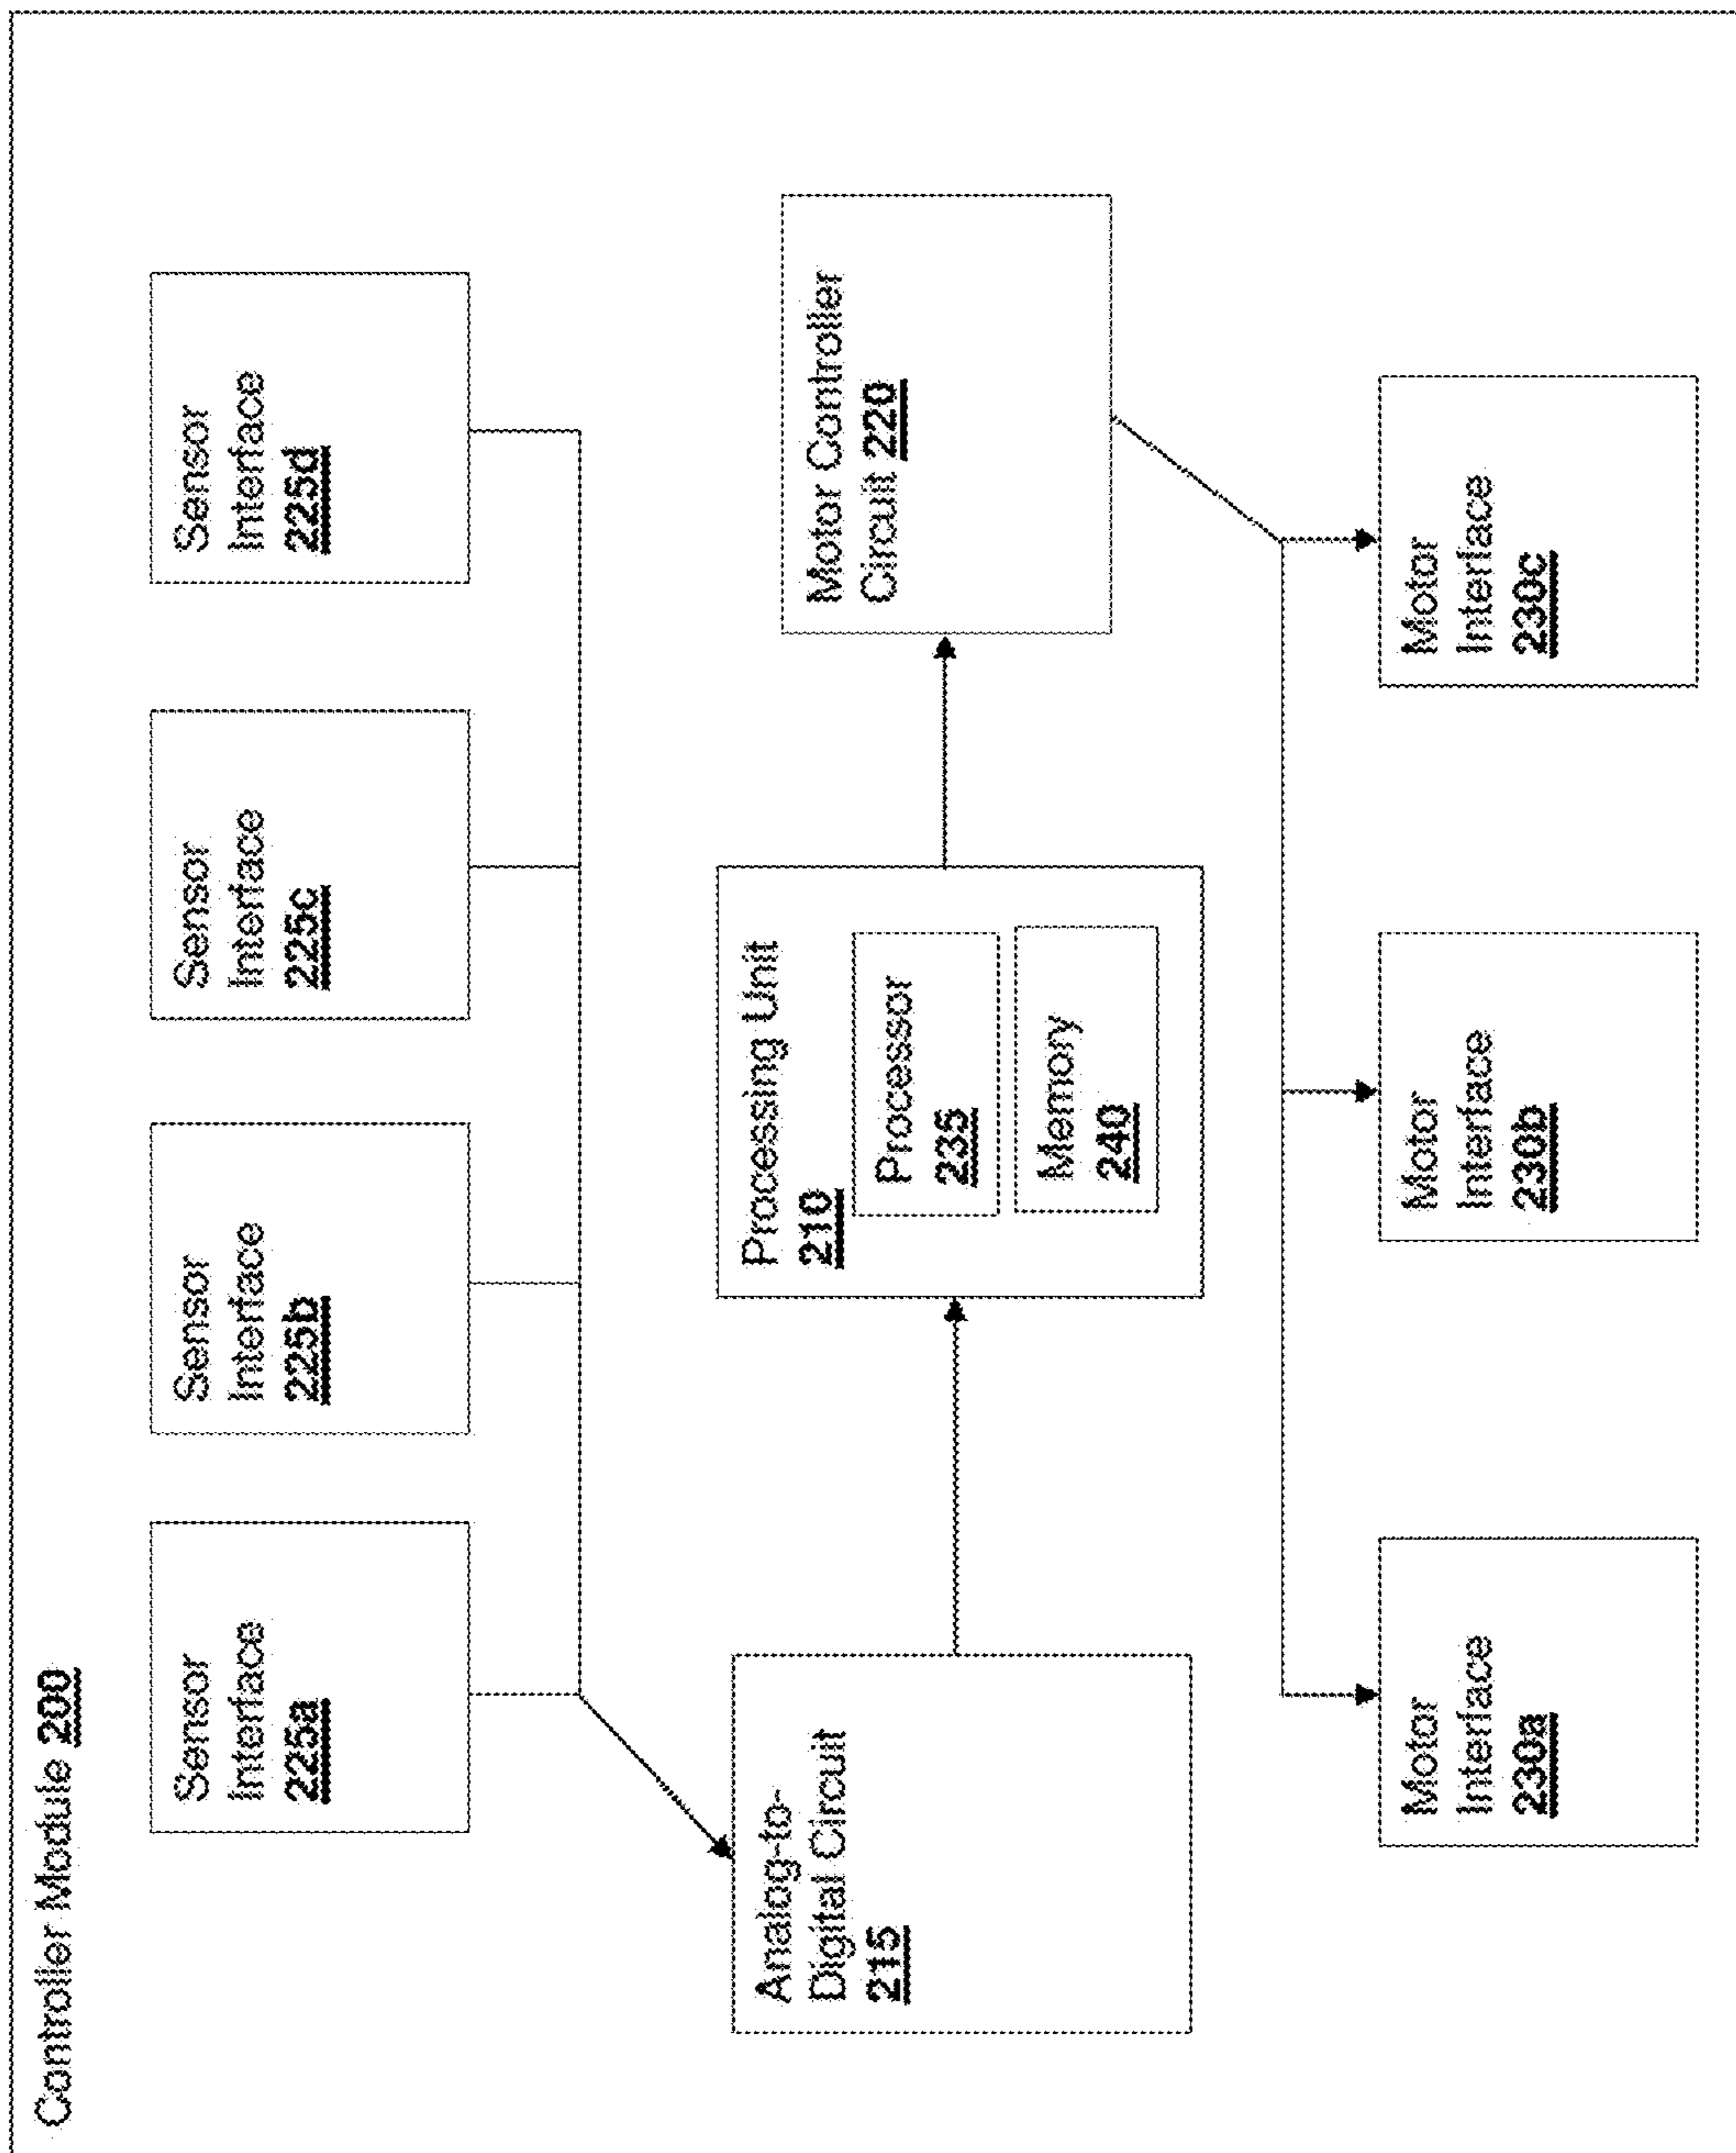 Controller Module 200
Sensor
Interface
225a
Sensor
Interface
225b
Sensor
Interface
225c
Sensor
Interface
225d
Analog-to-
Digital Circuit
215
Processing Unit
210
Processor
235
Memory
240
Motor Controller
Circuit 220
Motor
Interface
230a
Motor
Interface
230b
Motor
Interface
230c